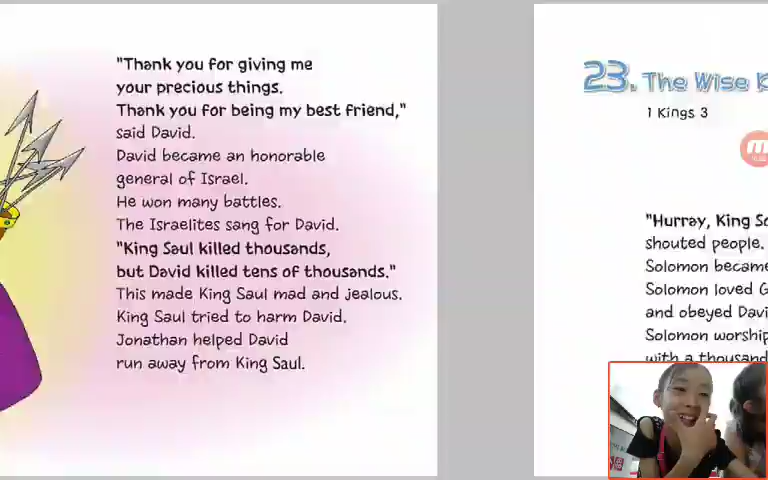 "Thank you for giving me
your precious things.
Thank you for being my best friend,"
said David.
David became an honorable
general of Israel.
He won many battles.
The Israelites sang for David.
"King Saul killed thousands,
but David killed tens of thousands."
This made King Saul mad and jealous.
King Saul tried to harm David.
Jonathan helped David
run away from King Saul.
23. The Wise
1 Kings 3
"Hurray, King
shouted people.
Solomon became
Solomon loved
and obeyed
Solomon
with a